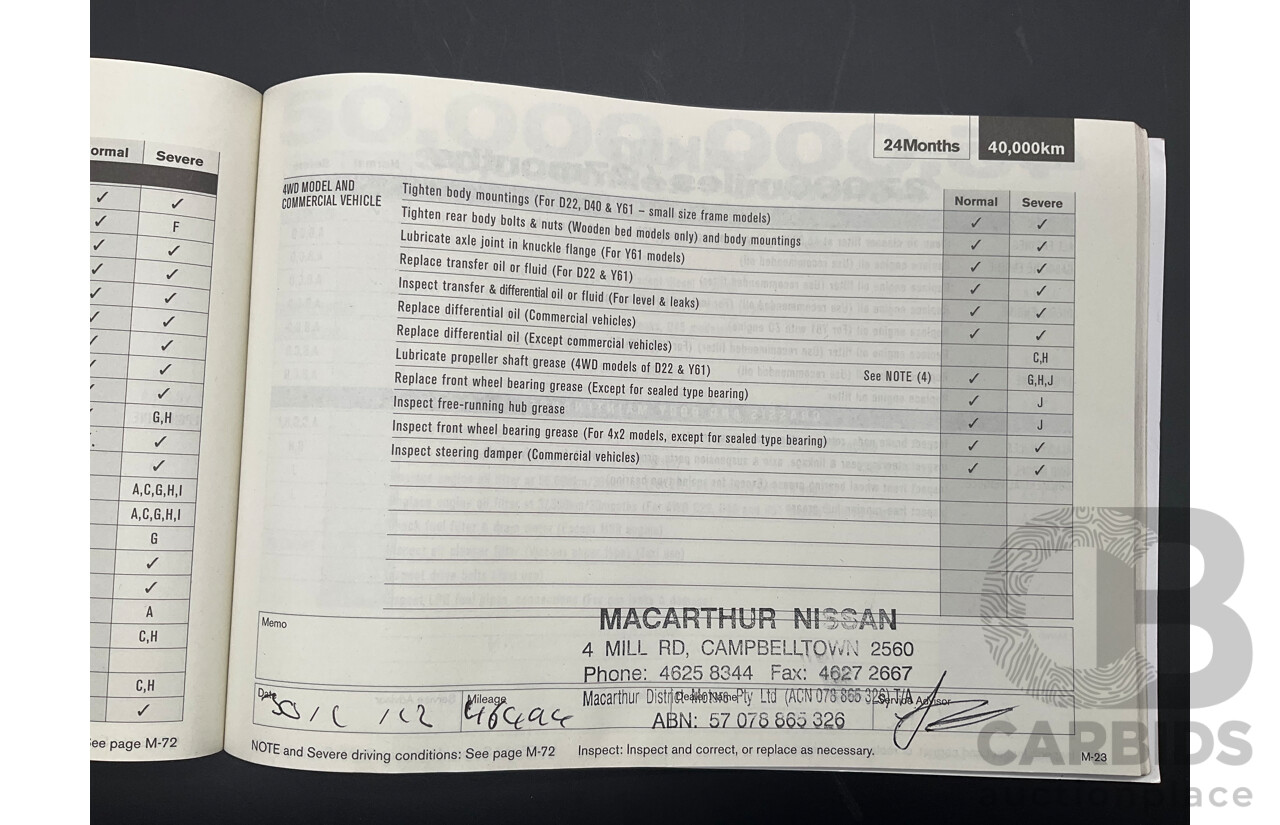 ormal Severe
✓ ✓
✓ F
✓ ✓
✓ ✓
✓ ✓
✓ ✓
✓ ✓
✓ ✓
✓ ✓
G,H
✓
✓
A,C,G,H,I
A,C,G,H,I
G
✓
✓
A
C,H
C,H
✓
ee page M-72
24Months 40,000km
Normal Severe
4WD MODEL AND
COMMERCIAL VEHICLE
Tighten body mountings (For D22, D40 & Y61 – small size frame models) ✓ ✓
Tighten rear body bolts & nuts (Wooden bed models only) and body mountings ✓ ✓
Lubricate axle joint in knuckle flange (For Y61 models) ✓ ✓
Replace transfer oil or fluid (For D22 & Y61) ✓ ✓
Inspect transfer & differential oil or fluid (For level & leaks) ✓ ✓
Replace differential oil (Commercial vehicles) ✓ ✓
Replace differential oil (Except commercial vehicles) C,H
Lubricate propeller shaft grease (4WD models of D22 & Y61) See NOTE (4) ✓ G,H,J
Replace front wheel bearing grease (Except for sealed type bearing) ✓ J
Inspect free-running hub grease ✓ J
Inspect front wheel bearing grease (For 4x2 models, except for sealed type bearing) ✓ ✓
Inspect steering damper (Commercial vehicles) ✓ ✓
Memo
MACARTHUR NISSAN
4 MILL RD, CAMPBELLTOWN 2560
Phone: 4625 8344 Fax: 4627 2667
Macarthur District Motors Pty Ltd (ACN 078 865 326) T/A
ABN: 57 078 865 326
Date
Mileage
Dealer Name
Service Advisor
NOTE and Severe driving conditions: See page M-72 Inspect: Inspect and correct, or replace as necessary.
M-23
CB
CARBIDS
auctionplace